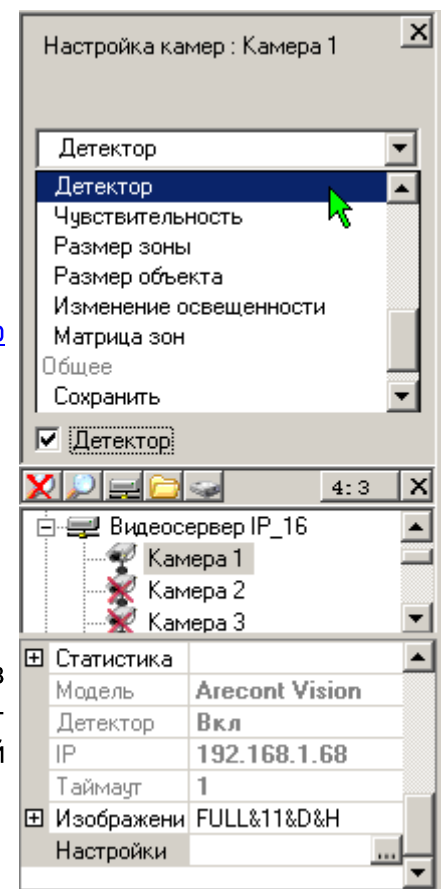 Настройка камер : Камера 1
Детектор
Детектор
Чувствительность
Размер зоны
Размер объекта
Изменение освещенности
Матрица зон
Общее
Сохранить
Детектор
4:3
Видеосервер IP_16
Камера 1
Камера 2
Камера 3
Статистика
Модель Arecont Vision
Детектор Вкл
IP 192.168.1.68
Таймаут 1
Изображени FULL&11&D&H
Настройки ...